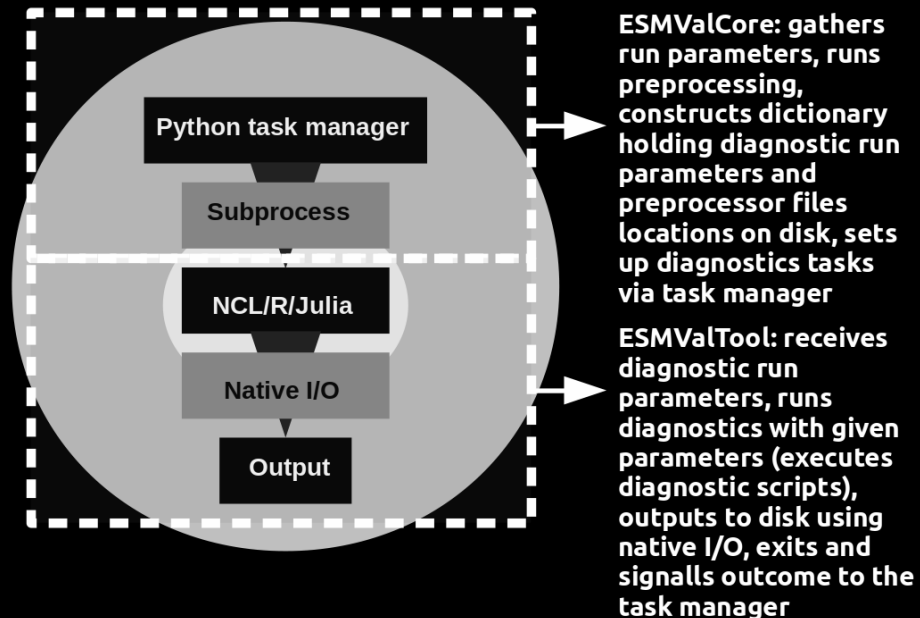 Python task manager
Subprocess
NCL/R/Julia
Native I/O
Output
ESMValCore: gathers
run parameters, runs
preprocessing,
constructs dictionary
holding diagnostic run
parameters and
preprocessor files
locations on disk, sets
up diagnostics tasks
via task manager
ESMValTool: receives
diagnostic run
parameters, runs
diagnostics with given
parameters (executes
diagnostic scripts),
outputs to disk using
native I/O, exits and
signalls outcome to the
task manager